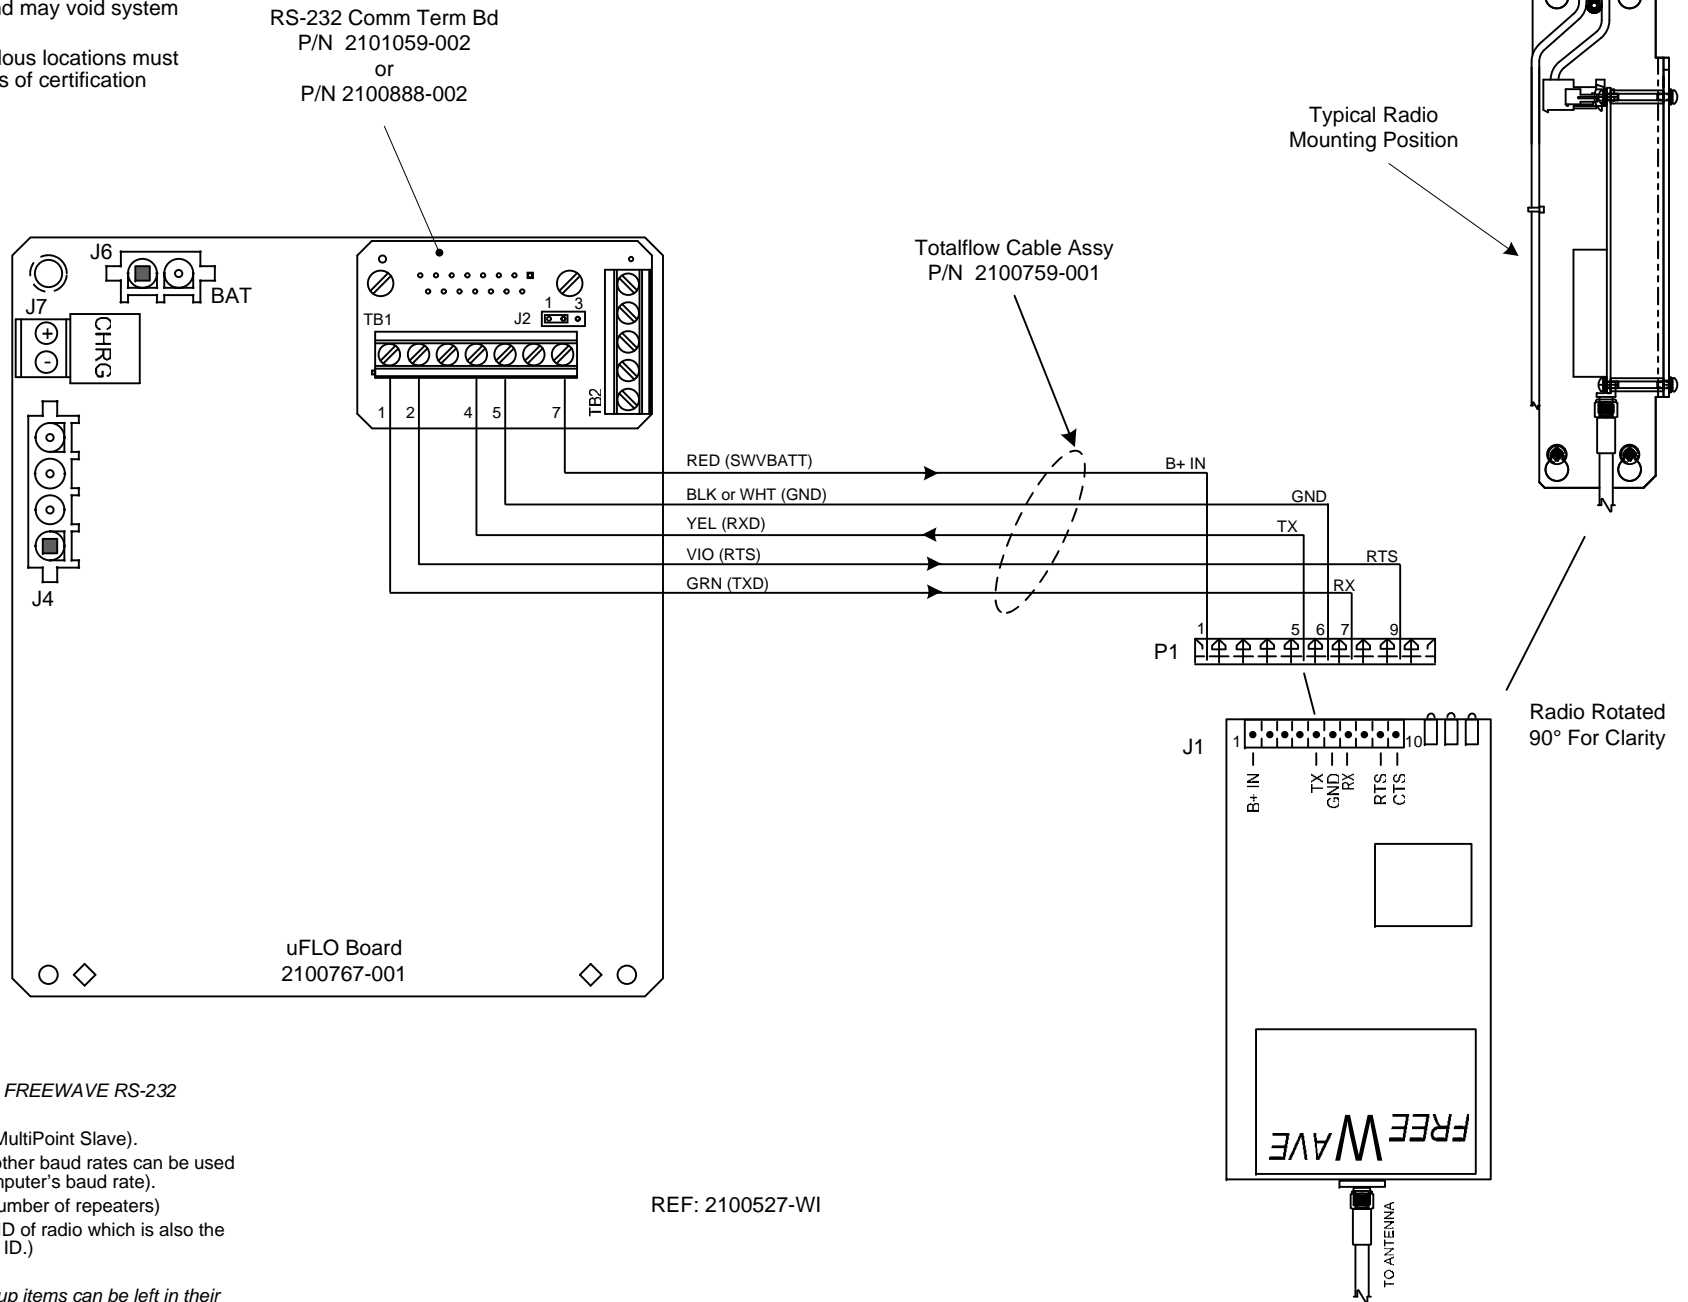 nd may void system
lous locations must
s of certification
RS-232 Comm Term Bd
P/N 2101059-002
or
P/N 2100888-002
Typical Radio
Mounting Position
Totalflow Cable Assy
P/N 2100759-001
J6
BAT
J7
+
-
CHRG
J4
TB1
J2
1 3
TB2
1 2 4 5 7
RED (SWVBATT)
B+ IN
BLK or WHT (GND)
GND
YEL (RXD)
TX
VIO (RTS)
RTS
GRN (TXD)
RX
1 5 6 7 9
P1
J1
1
10
B+ IN
TX
GND
RX
RTS
CTS
Radio Rotated
90° For Clarity
uFLO Board
2100767-001
FREEWAVE
TO ANTENNA
FREEWAVE RS-232
MultiPoint Slave).
other baud rates can be used
mputer's baud rate).
umber of repeaters)
ID of radio which is also the
ID.)
up items can be left in their
REF: 2100527-WI